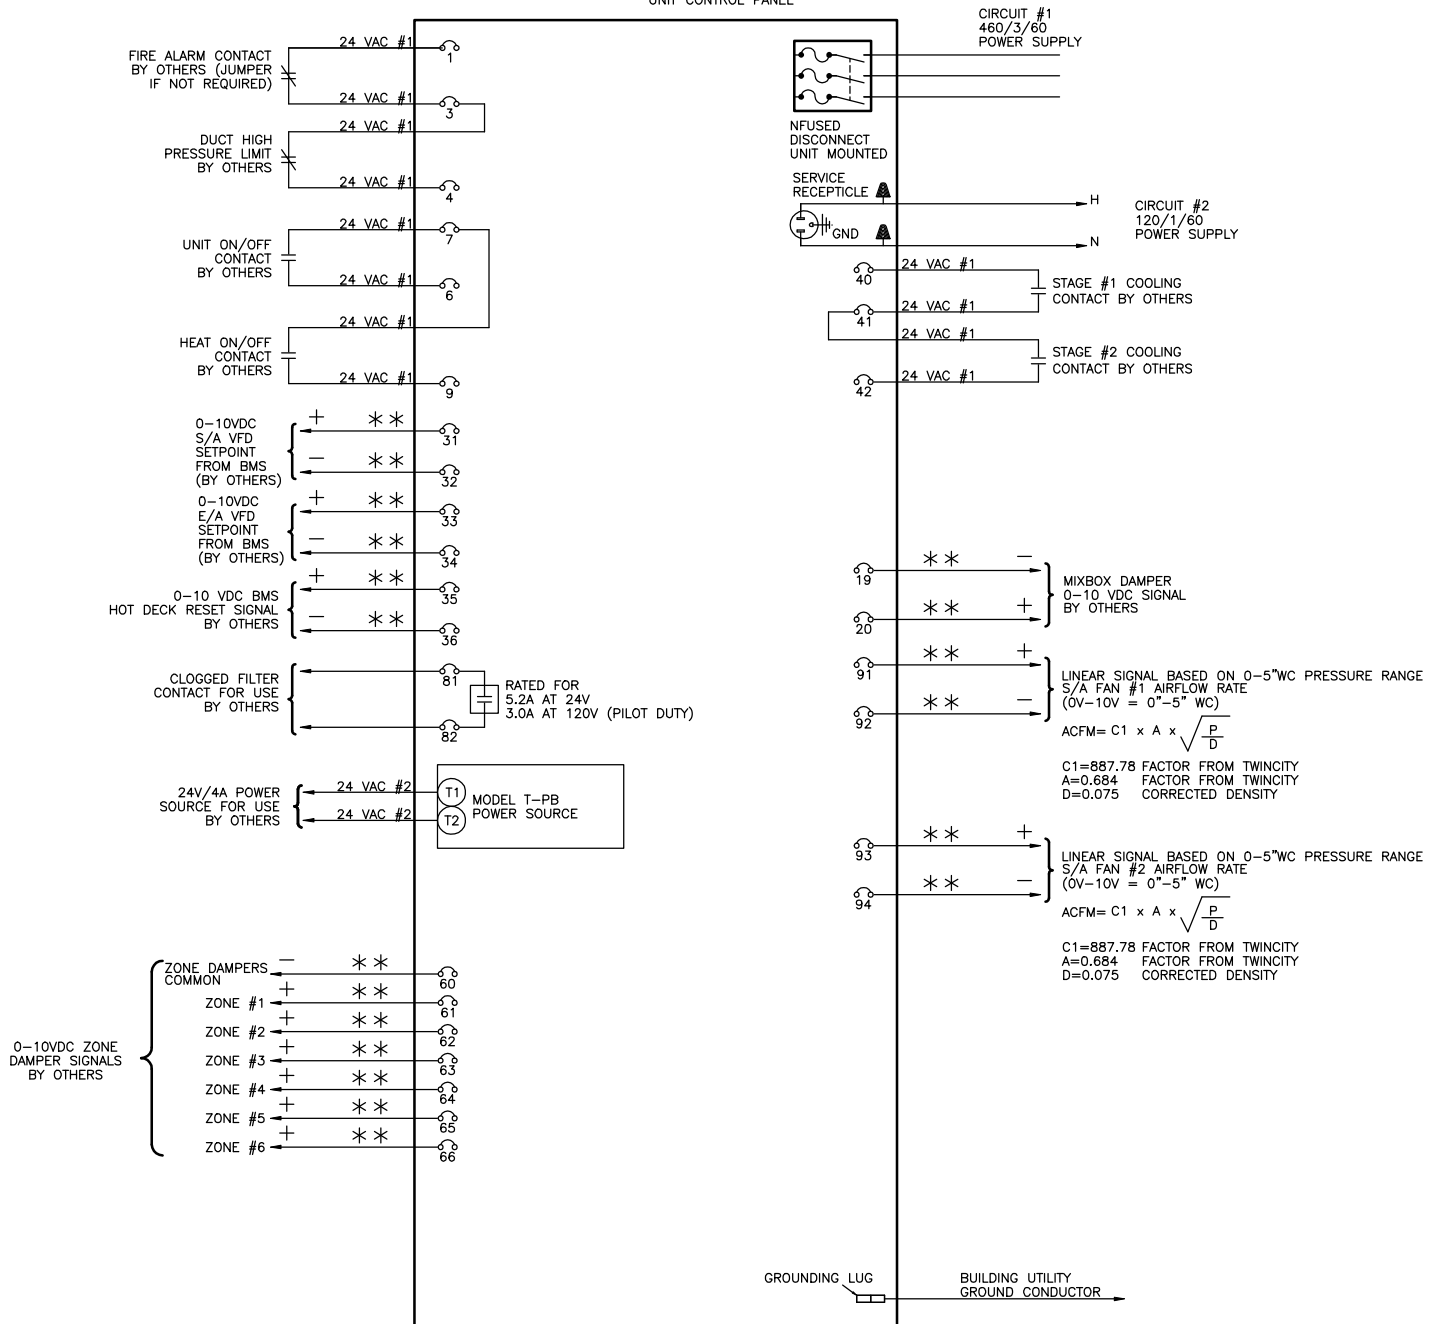 UNIT CONTROL PANEL
FIRE ALARM CONTACT
BY OTHERS (JUMPER
IF NOT REQUIRED)
24 VAC #1
1
24 VAC #1
3
24 VAC #1
DUCT HIGH
PRESSURE LIMIT
BY OTHERS
24 VAC #1
4
24 VAC #1
7
UNIT ON/OFF
CONTACT
BY OTHERS
24 VAC #1
6
24 VAC #1
HEAT ON/OFF
CONTACT
BY OTHERS
24 VAC #1
9
0-10VDC
S/A VFD
SETPOINT
FROM BMS
(BY OTHERS)
+ ** 31
- ** 32
0-10VDC
E/A VFD
SETPOINT
FROM BMS
(BY OTHERS)
+ ** 33
- ** 34
0-10 VDC BMS
HOT DECK RESET SIGNAL
BY OTHERS
+ ** 35
- ** 36
CLOGGED FILTER
CONTACT FOR USE
BY OTHERS
81
82
RATED FOR
5.2A AT 24V
3.0A AT 120V (PILOT DUTY)
24V/4A POWER
SOURCE FOR USE
BY OTHERS
24 VAC #2
T1
24 VAC #2
T2
MODEL T-PB
POWER SOURCE
0-10VDC ZONE
DAMPER SIGNALS
BY OTHERS
ZONE DAMPERS
COMMON
- ** 60
ZONE #1 + ** 61
ZONE #2 + ** 62
ZONE #3 + ** 63
ZONE #4 + ** 64
ZONE #5 + ** 65
ZONE #6 + ** 66
CIRCUIT #1
460/3/60
POWER SUPPLY
NFUSED
DISCONNECT
UNIT MOUNTED
SERVICE
RECEPTICLE
GND
H
N
CIRCUIT #2
120/1/60
POWER SUPPLY
40
24 VAC #1
STAGE #1 COOLING
CONTACT BY OTHERS
41
24 VAC #1
24 VAC #1
STAGE #2 COOLING
CONTACT BY OTHERS
42
24 VAC #1
19 ** -
20 ** +
MIXBOX DAMPER
0-10 VDC SIGNAL
BY OTHERS
91 ** +
92 ** -
LINEAR SIGNAL BASED ON 0-5"WC PRESSURE RANGE
S/A FAN #1 AIRFLOW RATE
(0V-10V = 0"-5" WC)
ACFM= C1 x A x √ P/D
C1=887.78 FACTOR FROM TWINCITY
A=0.684 FACTOR FROM TWINCITY
D=0.075 CORRECTED DENSITY
93 ** +
94 ** -
LINEAR SIGNAL BASED ON 0-5"WC PRESSURE RANGE
S/A FAN #2 AIRFLOW RATE
(0V-10V = 0"-5" WC)
ACFM= C1 x A x √ P/D
C1=887.78 FACTOR FROM TWINCITY
A=0.684 FACTOR FROM TWINCITY
D=0.075 CORRECTED DENSITY
GROUNDING LUG
BUILDING UTILITY
GROUND CONDUCTOR